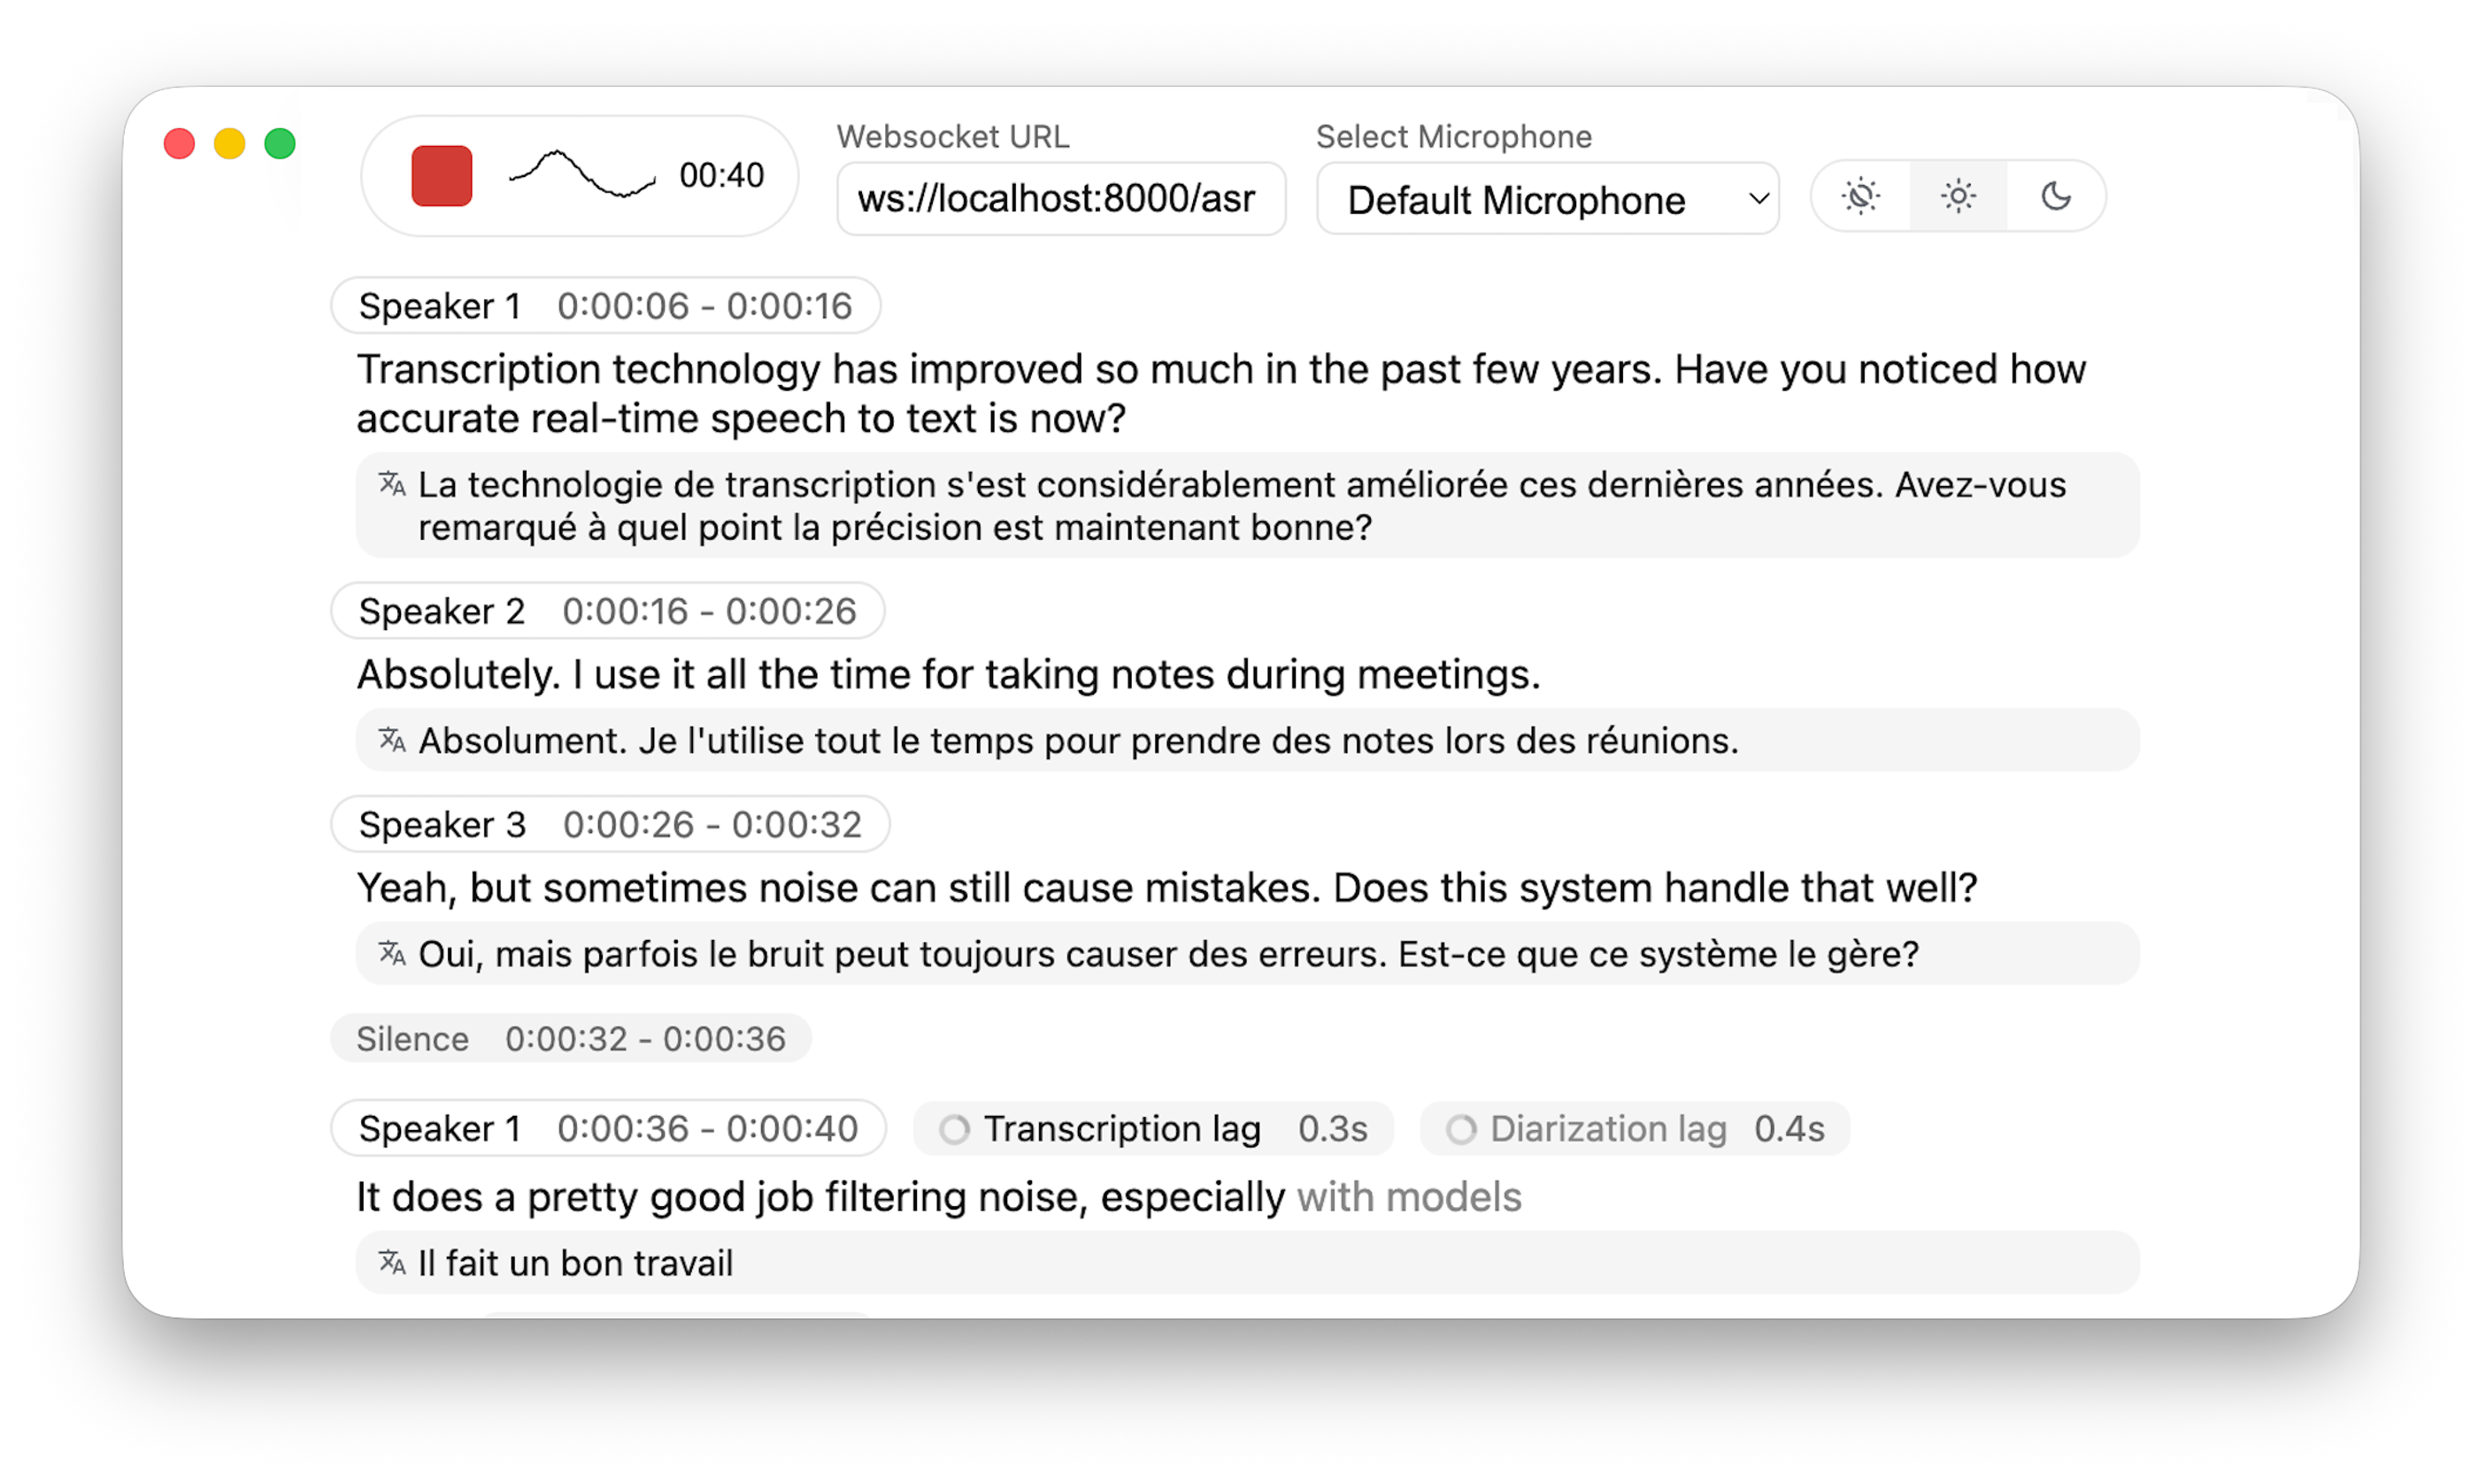 00:40
Websocket URL
ws://localhost:8000/asr
Select Microphone
Default Microphone
Speaker 1 0:00:06 - 0:00:16
Transcription technology has improved so much in the past few years. Have you noticed how
accurate real-time speech to text is now?
La technologie de transcription s'est considérablement améliorée ces dernières années. Avez-vous
remarqué à quel point la précision est maintenant bonne?
Speaker 2 0:00:16 - 0:00:26
Absolutely. I use it all the time for taking notes during meetings.
Absolument. Je l'utilise tout le temps pour prendre des notes lors des réunions.
Speaker 3 0:00:26 - 0:00:32
Yeah, but sometimes noise can still cause mistakes. Does this system handle that well?
Oui, mais parfois le bruit peut toujours causer des erreurs. Est-ce que ce système le gère?
Silence 0:00:32 - 0:00:36
Speaker 1 0:00:36 - 0:00:40 Transcription lag 0.3s Diarization lag 0.4s
It does a pretty good job filtering noise, especially with models
Il fait un bon travail